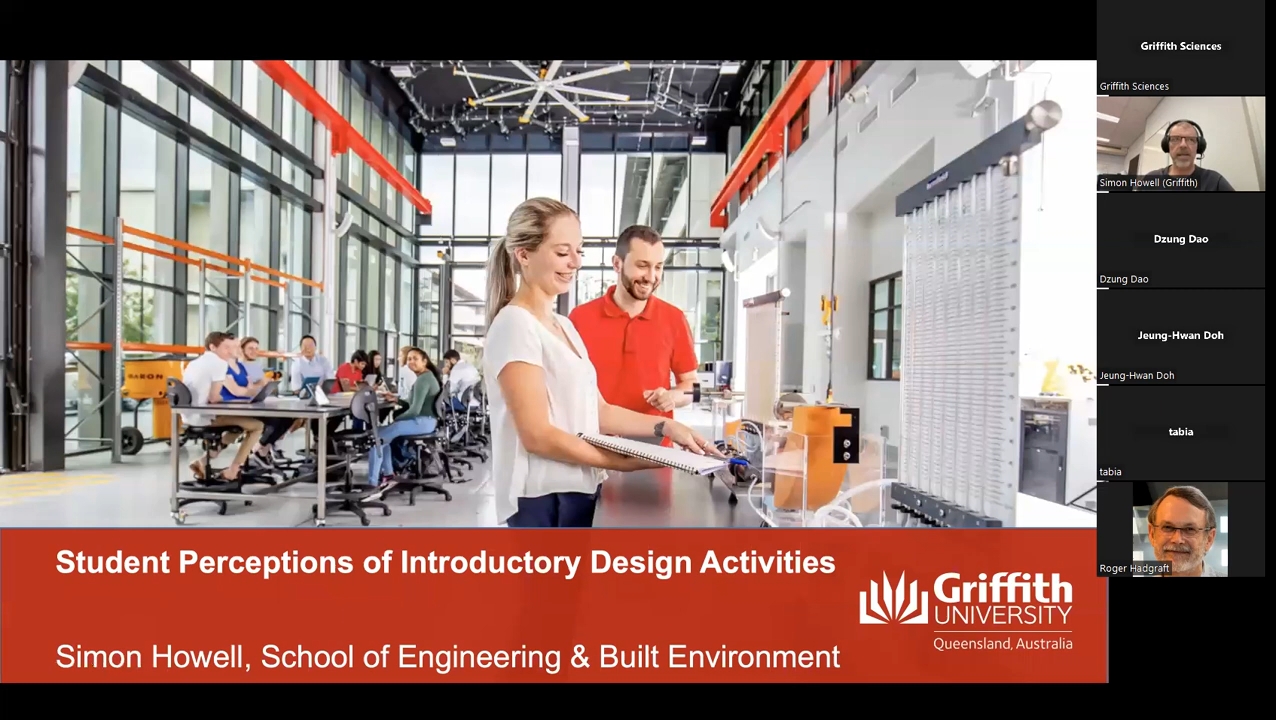 Student Perceptions of Introductory Design Activities
Simon Howell, School of Engineering & Built Environment
Griffith
UNIVERSITY
Queensland, Australia
BARON
Griffith Sciences
Griffith Sciences
Simon Howell (Griffith)
Dzung Dao
Dzung Dao
Jeung-Hwan Doh
Jeung-Hwan Doh
tabia
tabia
Roger Hadgraft